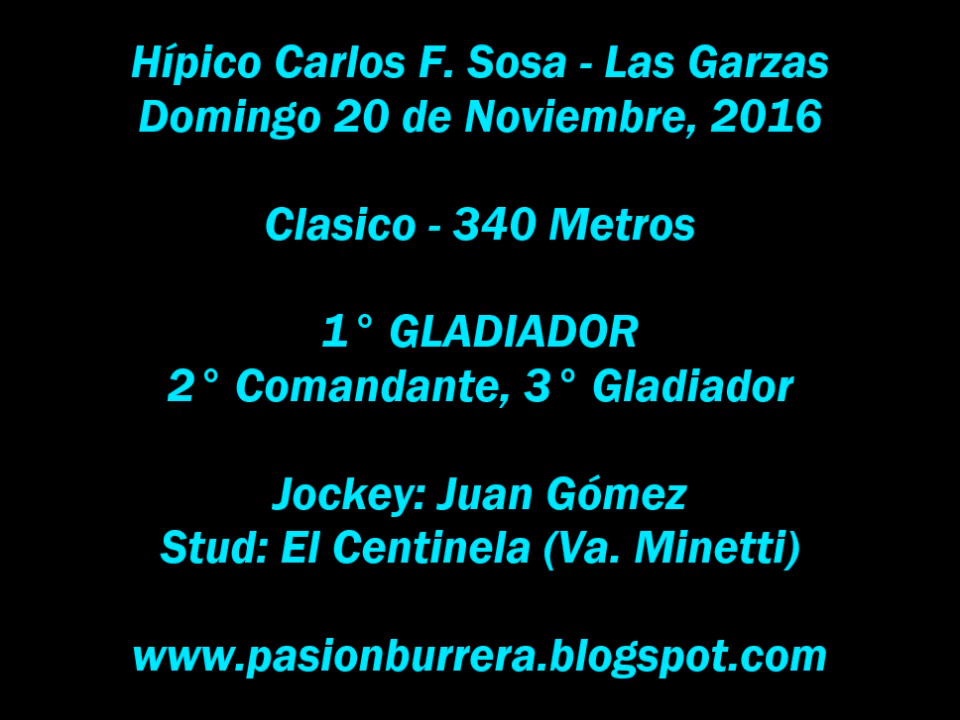 Hípico Carlos F. Sosa - Las Garzas
Domingo 20 de Noviembre, 2016
Clasico - 340 Metros
1° GLADIADOR
2° Comandante, 3° Gladiador
Jockey: Juan Gómez
Stud: El Centinela (Va. Minetti)
www.pasionburrera.blogspot.com